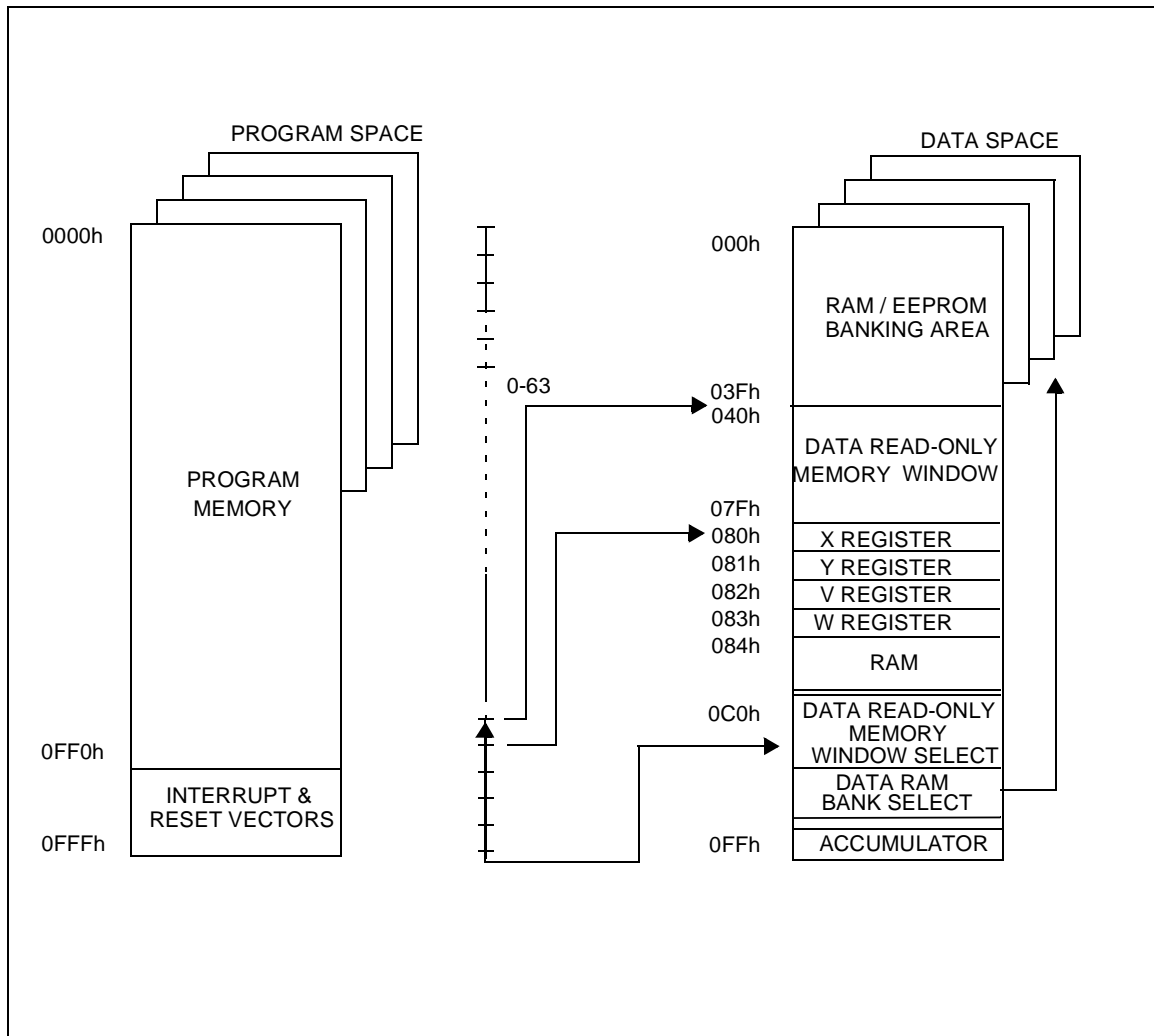 PROGRAM SPACE
0000h
PROGRAM
MEMORY
0FF0h
INTERRUPT &
RESET VECTORS
0FFFh
0-63
DATA SPACE
000h
RAM / EEPROM
BANKING AREA
03Fh
040h
DATA READ-ONLY
MEMORY WINDOW
07Fh
080h
X REGISTER
081h
Y REGISTER
082h
V REGISTER
083h
W REGISTER
084h
RAM
0C0h
DATA READ-ONLY
MEMORY
WINDOW SELECT
DATA RAM
BANK SELECT
0FFh
ACCUMULATOR